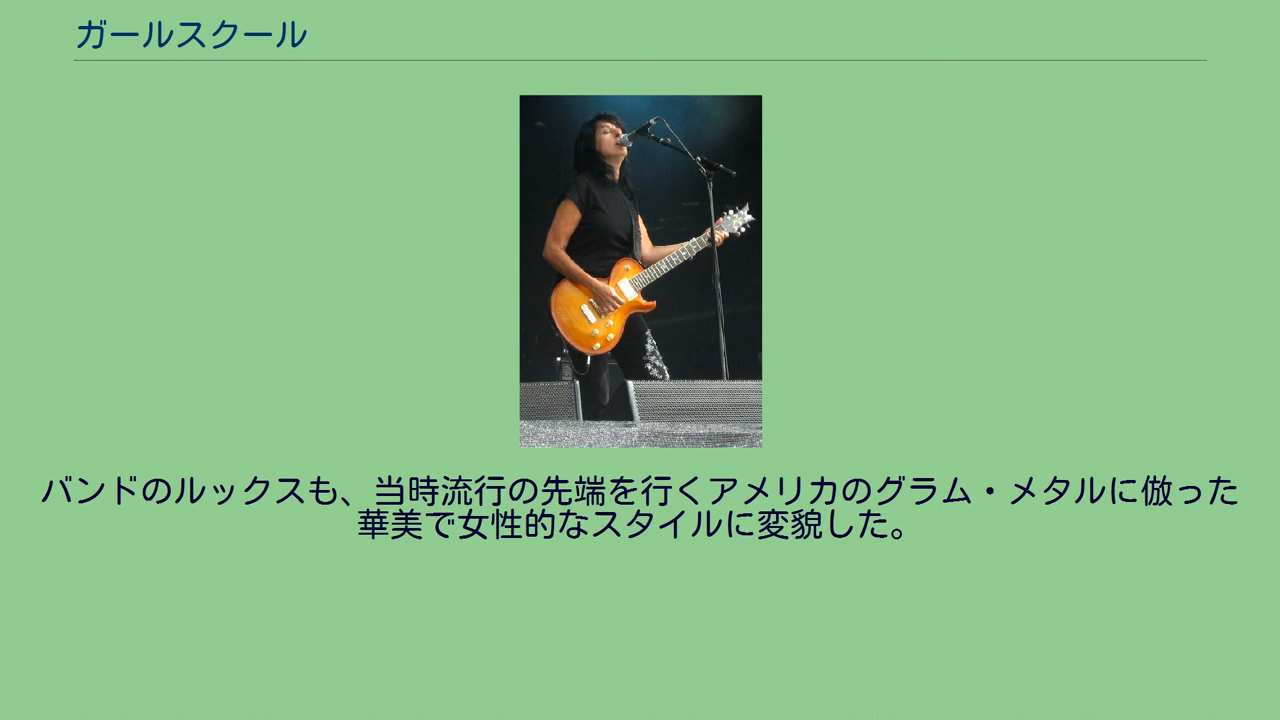 ガールスクール
バンドのルックスも、当時流行の先端を行くアメリカのグラム・メタルに倣った
華美で女性的なスタイルに変貌した。